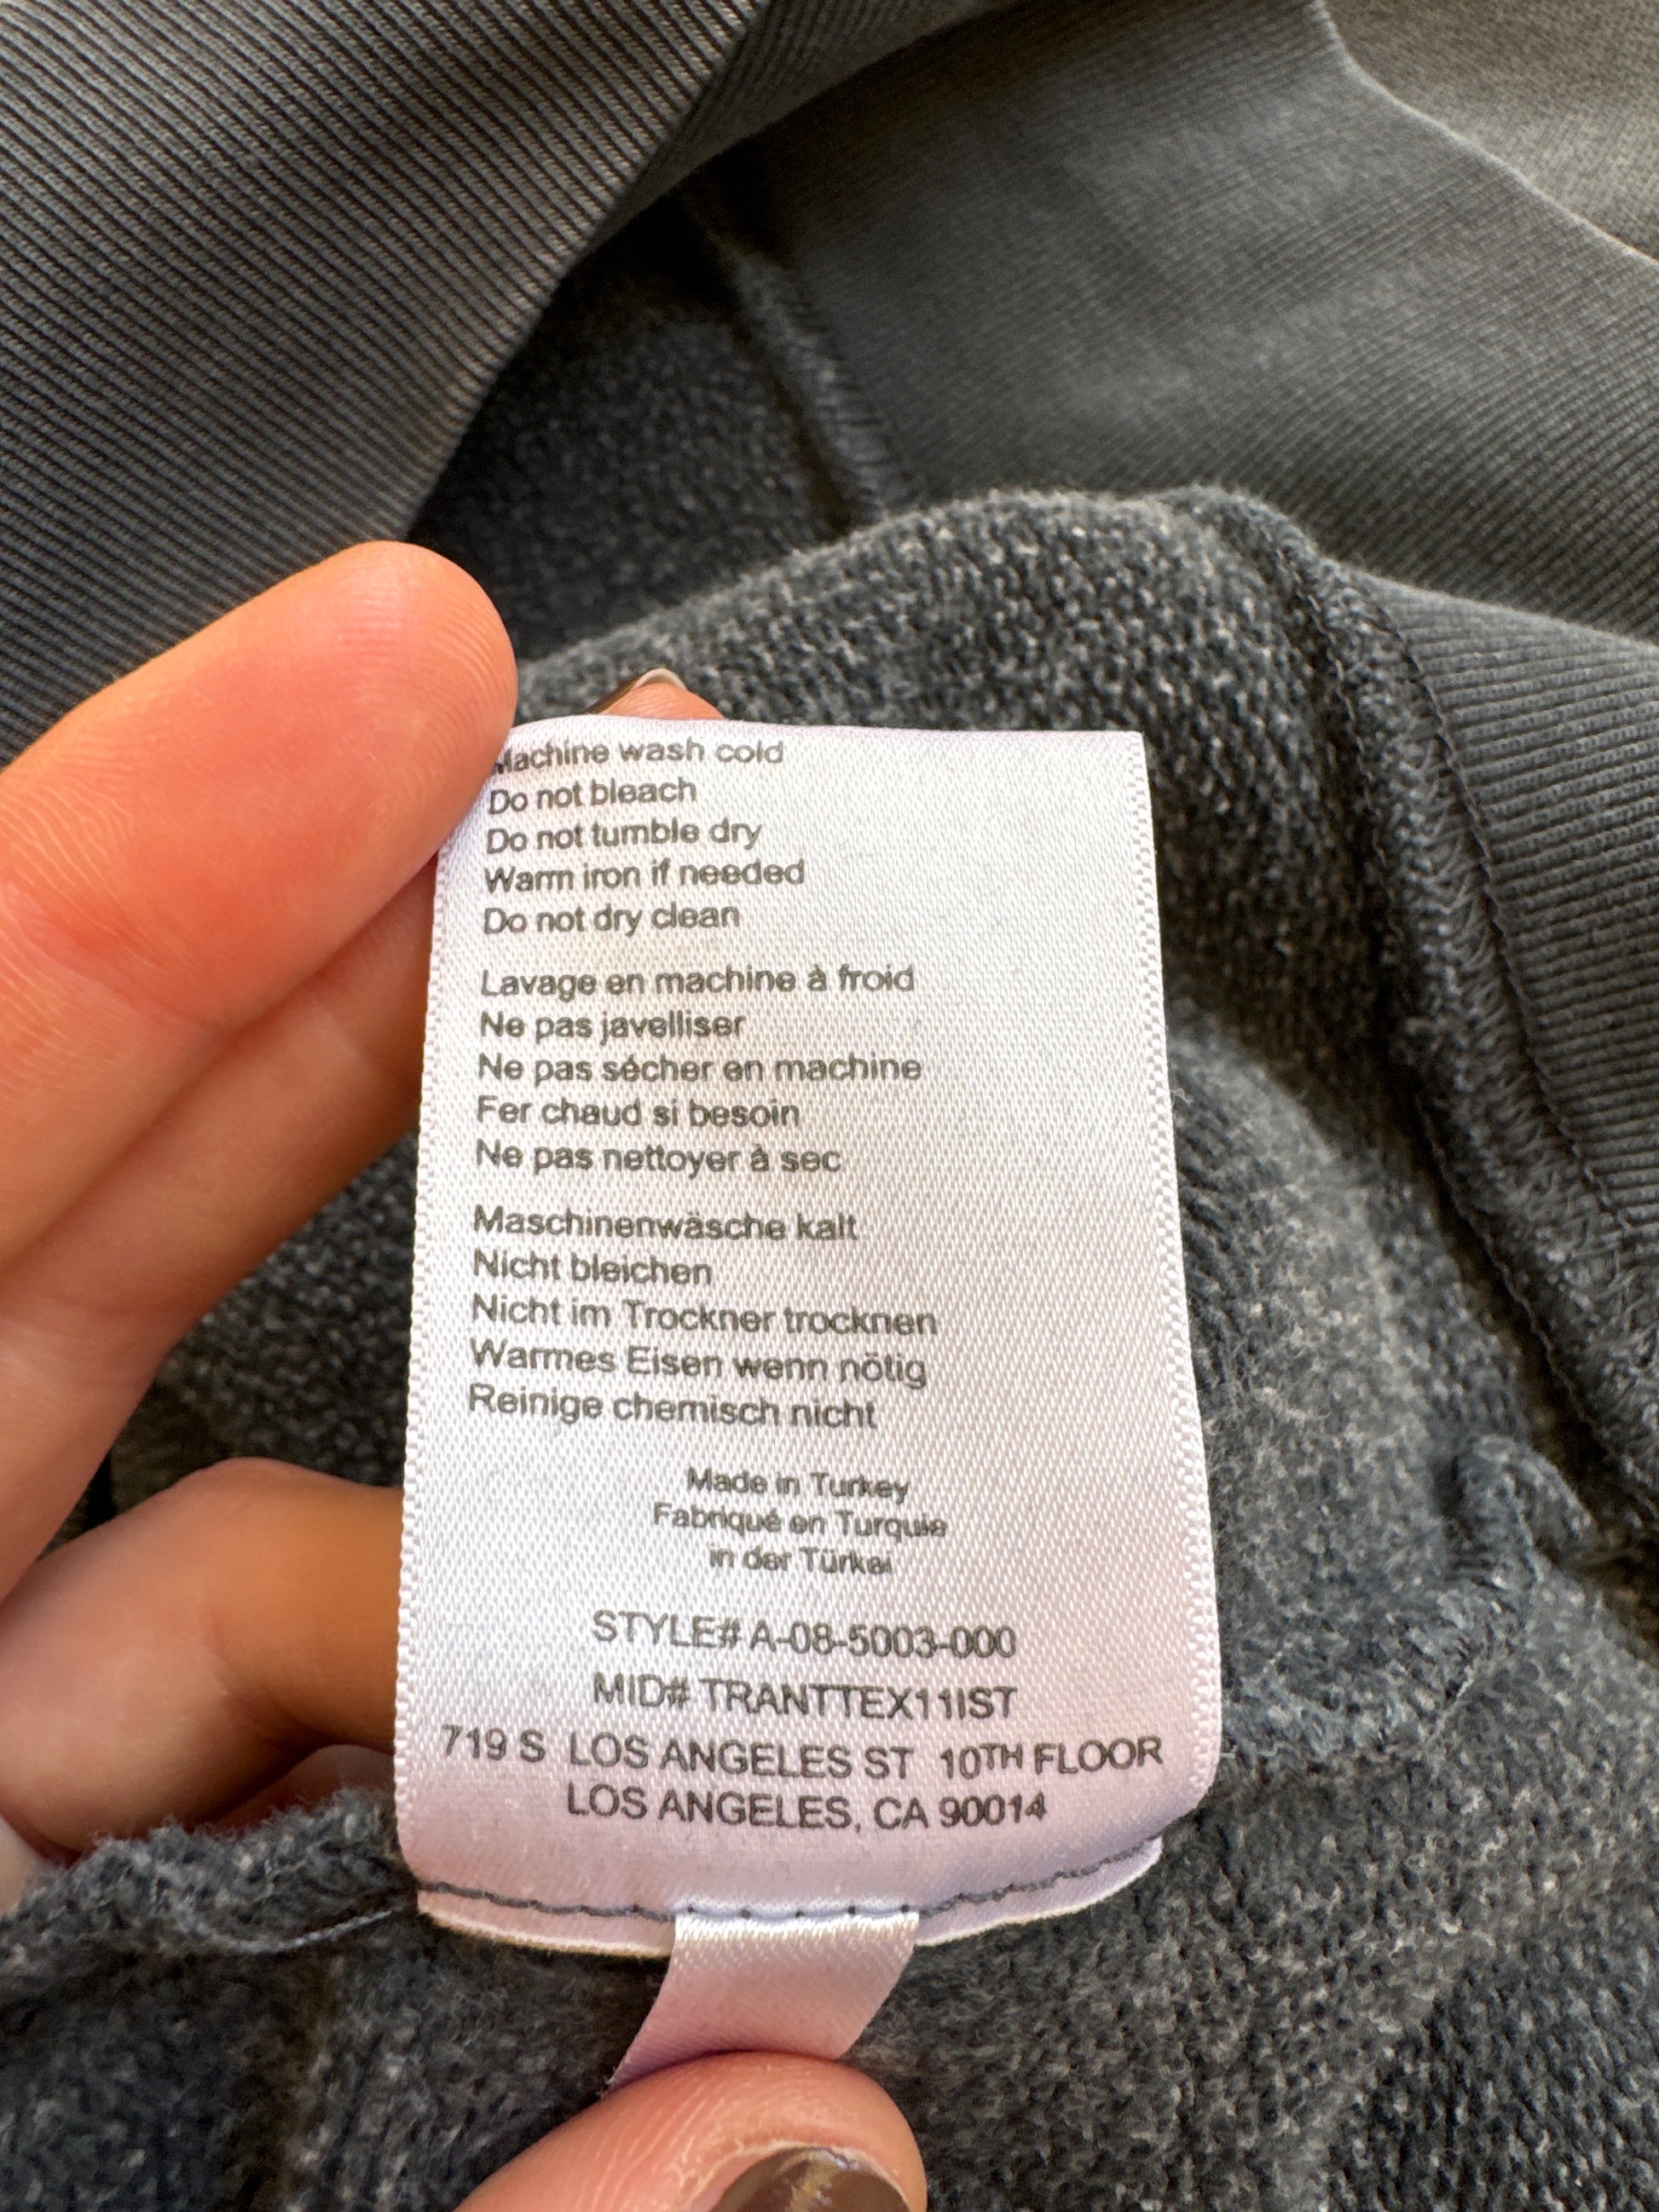 Machine wash cold
Do not bleach
Do not tumble dry
Warm iron if needed
Do not dry clean
Lavage en machine à froid
Ne pas javelliser
Ne pas sécher en machine
Fer chaud si besoin
Ne pas nettoyer à sec
Maschinenwäsche kalt
Nicht bleichen
Nicht im Trockner trocknen
Warmes Eisen wenn nötig
Reinige chemisch nicht
Made in Turkey
Fabriqué en Turquie
in der Türkei
STYLE# A-08-5003-000
MID# TRANTTEX11IST
719 S LOS ANGELES ST 10TH FLOOR
LOS ANGELES, CA 90014